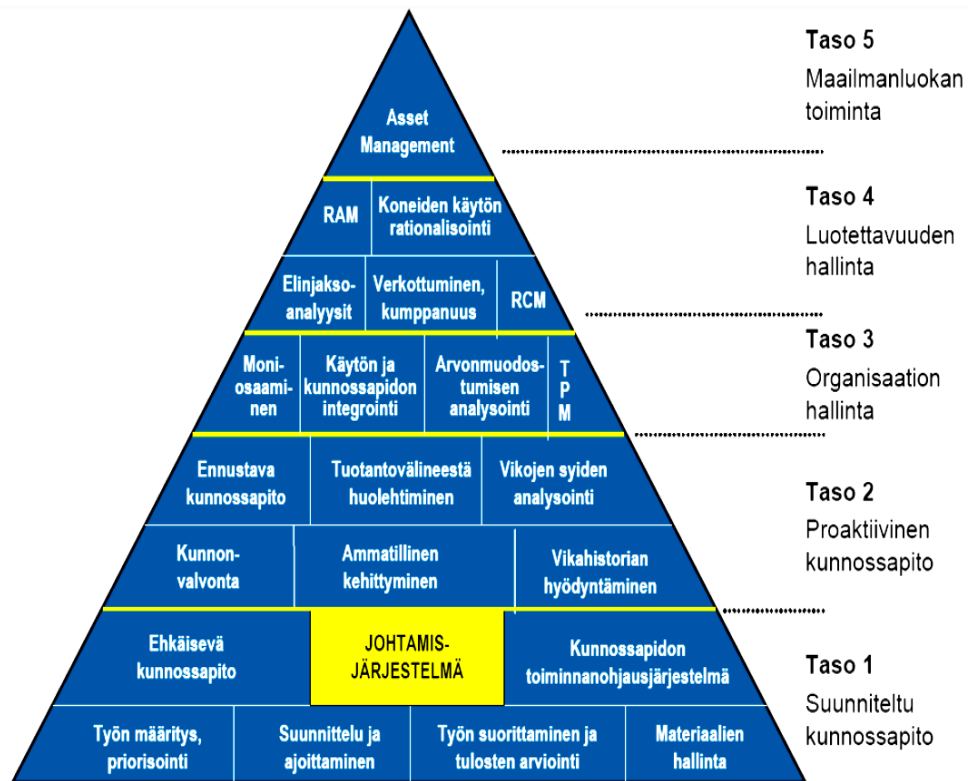 Taso 5
Maailmanluokan
toiminta
Asset
Management
Taso 4
Luotettavuuden
hallinta
RAM
Koneiden käytön
rationalisointi
Elinjakso-
analyysit
Verkottuminen,
kumppanuus
RCM
Taso 3
Organisaation
hallinta
Moni-
osaami-
nen
Käytön ja
kunnossapidon
integrointi
Arvonmuodos-
tumisen
analysointi
T
P
M
Taso 2
Proaktiivinen
kunnossapito
Ennustava
kunnossapito
Tuotantovälineestä
huolehtiminen
Vikojen syiden
analysointi
Kunnon-
valvonta
Ammatillinen
kehittyminen
Vikahistorian
hyödyntäminen
Taso 1
Suunniteltu
kunnossapito
Ehkäisevä
kunnossapito
JOHTAMIS-
JÄRJESTELMÄ
Kunnossapidon
toiminnanohjausjärjestelmä
Työn määritys,
priorisointi
Suunnittelu ja
ajoittaminen
Työn suorittaminen ja
tulosten arviointi
Materiaalien
hallinta